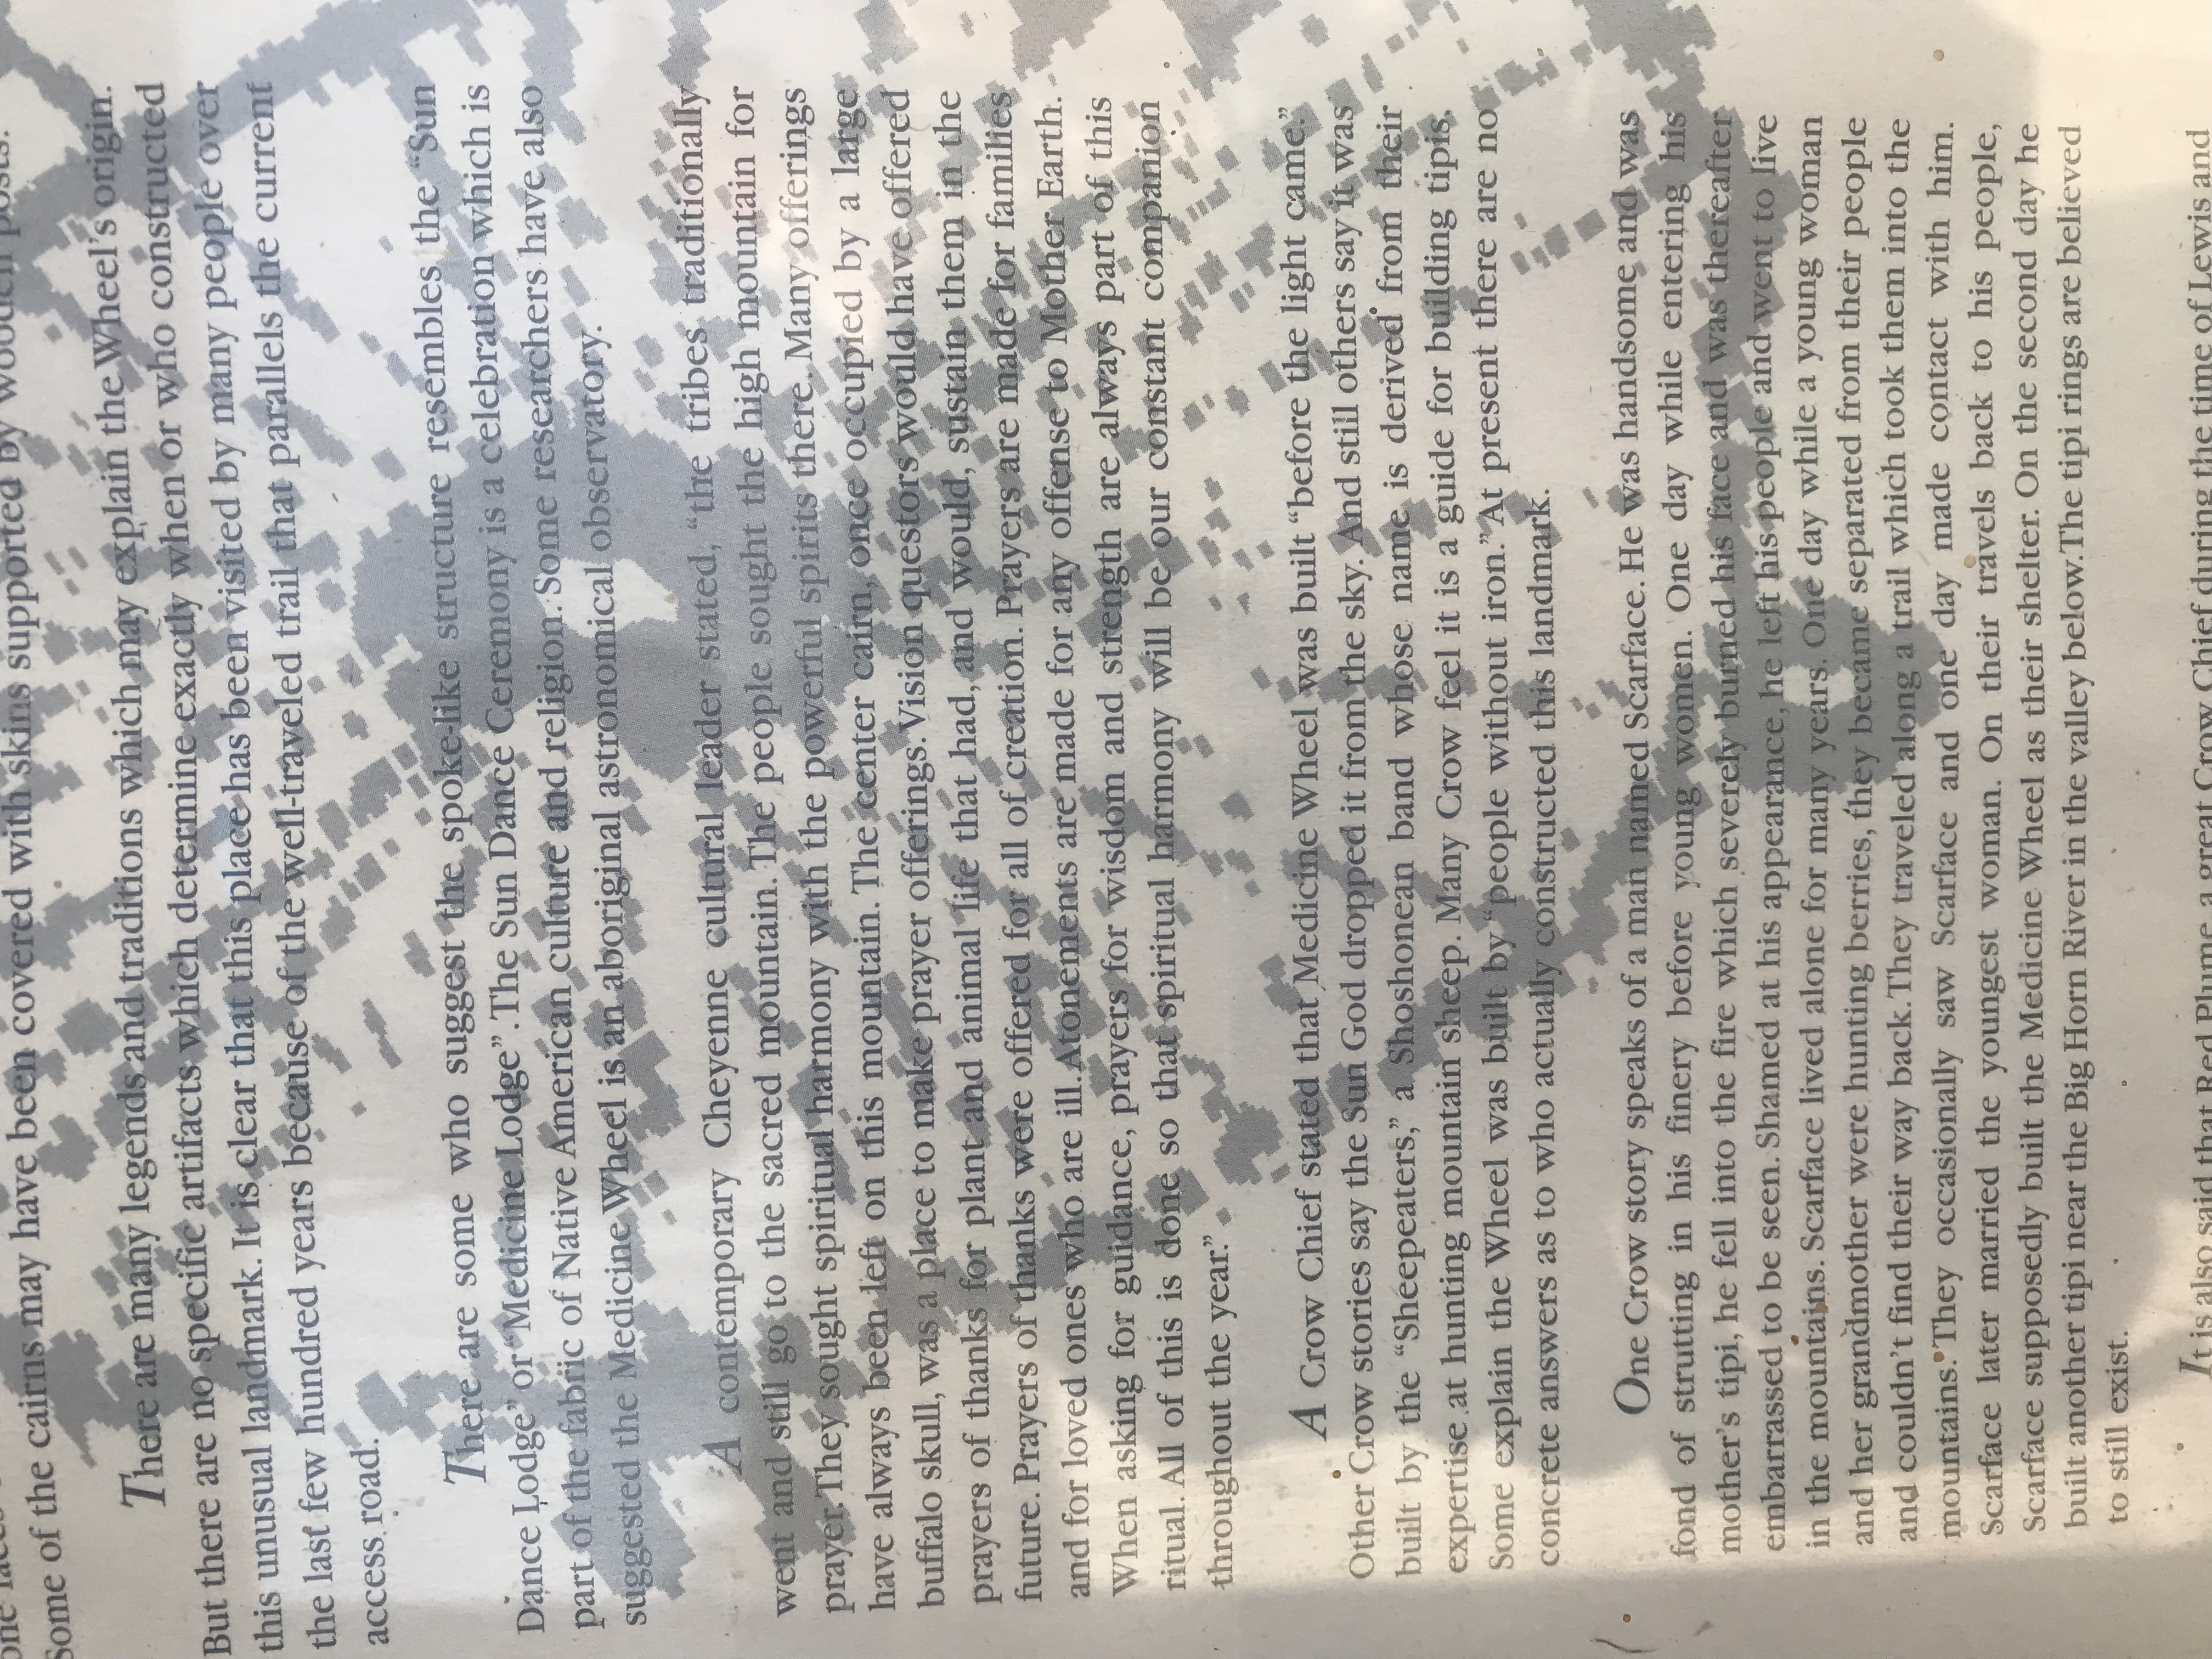 Some of the cairns may have been covered with skins supported by wooden posts.
There are many legends and traditions which may explain the Wheel's origin.
But there are no specific artifacts which determine exactly when or who constructed
this unusual landmark. It is clear that this place has been visited by many people over
the last few hundred years because of the well-traveled trail that parallels the current
access road.
There are some who suggest the spoke-like structure resembles the "Sun
Dance Lodge" or "Medicine Lodge". The Sun Dance Ceremony is a celebration which is
part of the fabric of Native American culture and religion. Some researchers have also
suggested the Medicine Wheel is an aboriginal astronomical observatory.
A contemporary Cheyenne cultural leader stated, "the tribes traditionally
went and still go to the sacred mountain. The people sought the high mountain for
prayer. They sought spiritual harmony with the powerful spirits there. Many offerings
have always been left on this mountain. The center cairn, once occupied by a large
buffalo skull, was a place to make prayer offerings. Vision questors would have offered
prayers of thanks for plant and animal life that had, and would, sustain them in the
future. Prayers of thanks were offered for all of creation. Prayers are made for families
and for loved ones who are ill. Atonements are made for any offense to Mother Earth.
When asking for guidance, prayers for wisdom and strength are always part of this
ritual. All of this is done so that spiritual harmony will be our constant companion
throughout the year."
A Crow Chief stated that Medicine Wheel was built "before the light came."
Other Crow stories say the Sun God dropped it from the sky. And still others say it was
built by the "Sheepeaters," a Shoshonean band whose name is derived from their
expertise at hunting mountain sheep. Many Crow feel it is a guide for building tipis.
Some explain the Wheel was built by "people without iron." At present there are no
concrete answers as to who actually constructed this landmark.
One Crow story speaks of a man named Scarface. He was handsome and was
fond of strutting in his finery before young women. One day while entering his
mother's tipi, he fell into the fire which severely burned his face and was thereafter
embarrassed to be seen. Shamed at his appearance, he left his people and went to live
in the mountains. Scarface lived alone for many years. One day while a young woman
and her grandmother were hunting berries, they became separated from their people
and couldn't find their way back. They traveled along a trail which took them into the
mountains. They occasionally saw Scarface and one day made contact with him.
Scarface later married the youngest woman. On their travels back to his people,
Scarface supposedly built the Medicine Wheel as their shelter. On the second day he
built another tipi near the Big Horn River in the valley below. The tipi rings are believed
to still exist.
It is also said that Red Plume, a great Crow Chief during the time of Lewis and